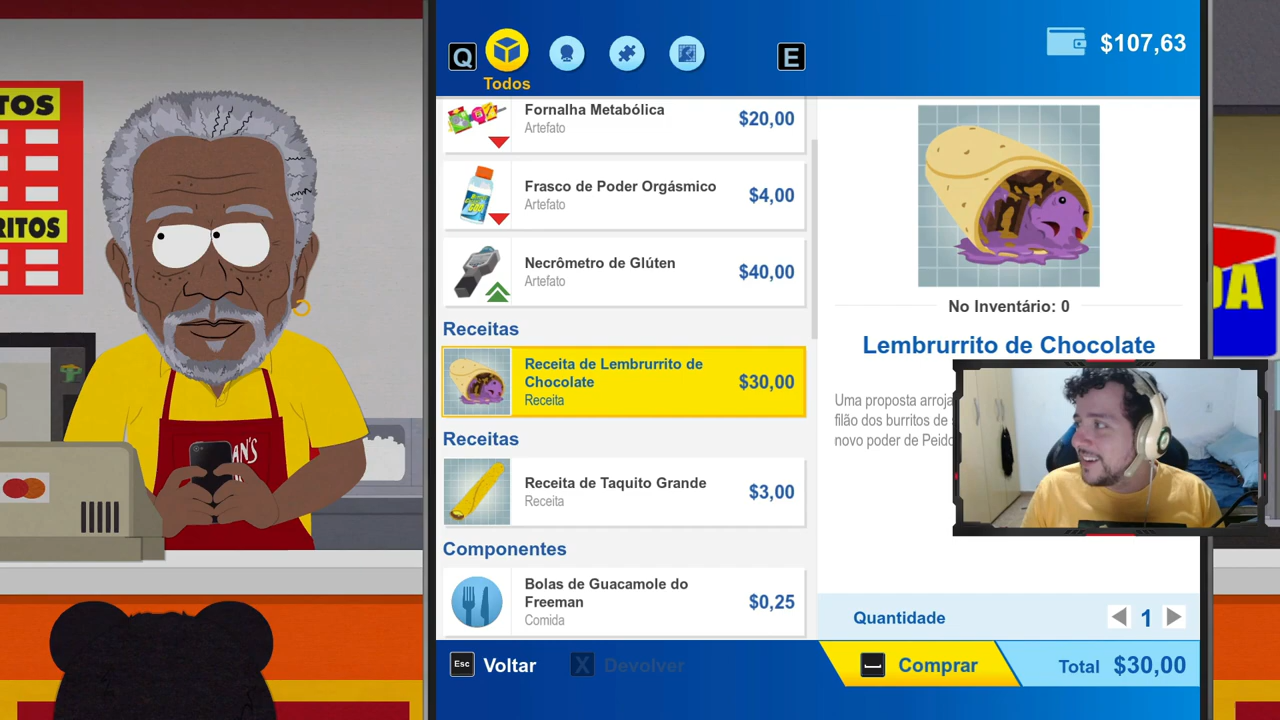 Q
E
Todos
$107,63
TOS
RITOS
Fornalha Metabólica
Artefato
$20,00
Frasco de Poder Orgásmico
Artefato
$4,00
Necrômetro de Glúten
Artefato
$40,00
Receitas
Receita de Lembrurrito de
Chocolate
Receita
$30,00
Receitas
Receita de Taquito Grande
Receita
$3,00
Componentes
Bolas de Guacamole do
Freeman
Comida
$0,25
No Inventário: 0
Lembrurrito de Chocolate
Uma proposta arroja
filão dos burritos de
novo poder de Peido
Quantidade
1
Esc Voltar
X Devolver
Comprar
Total $30,00
AN'S
DA